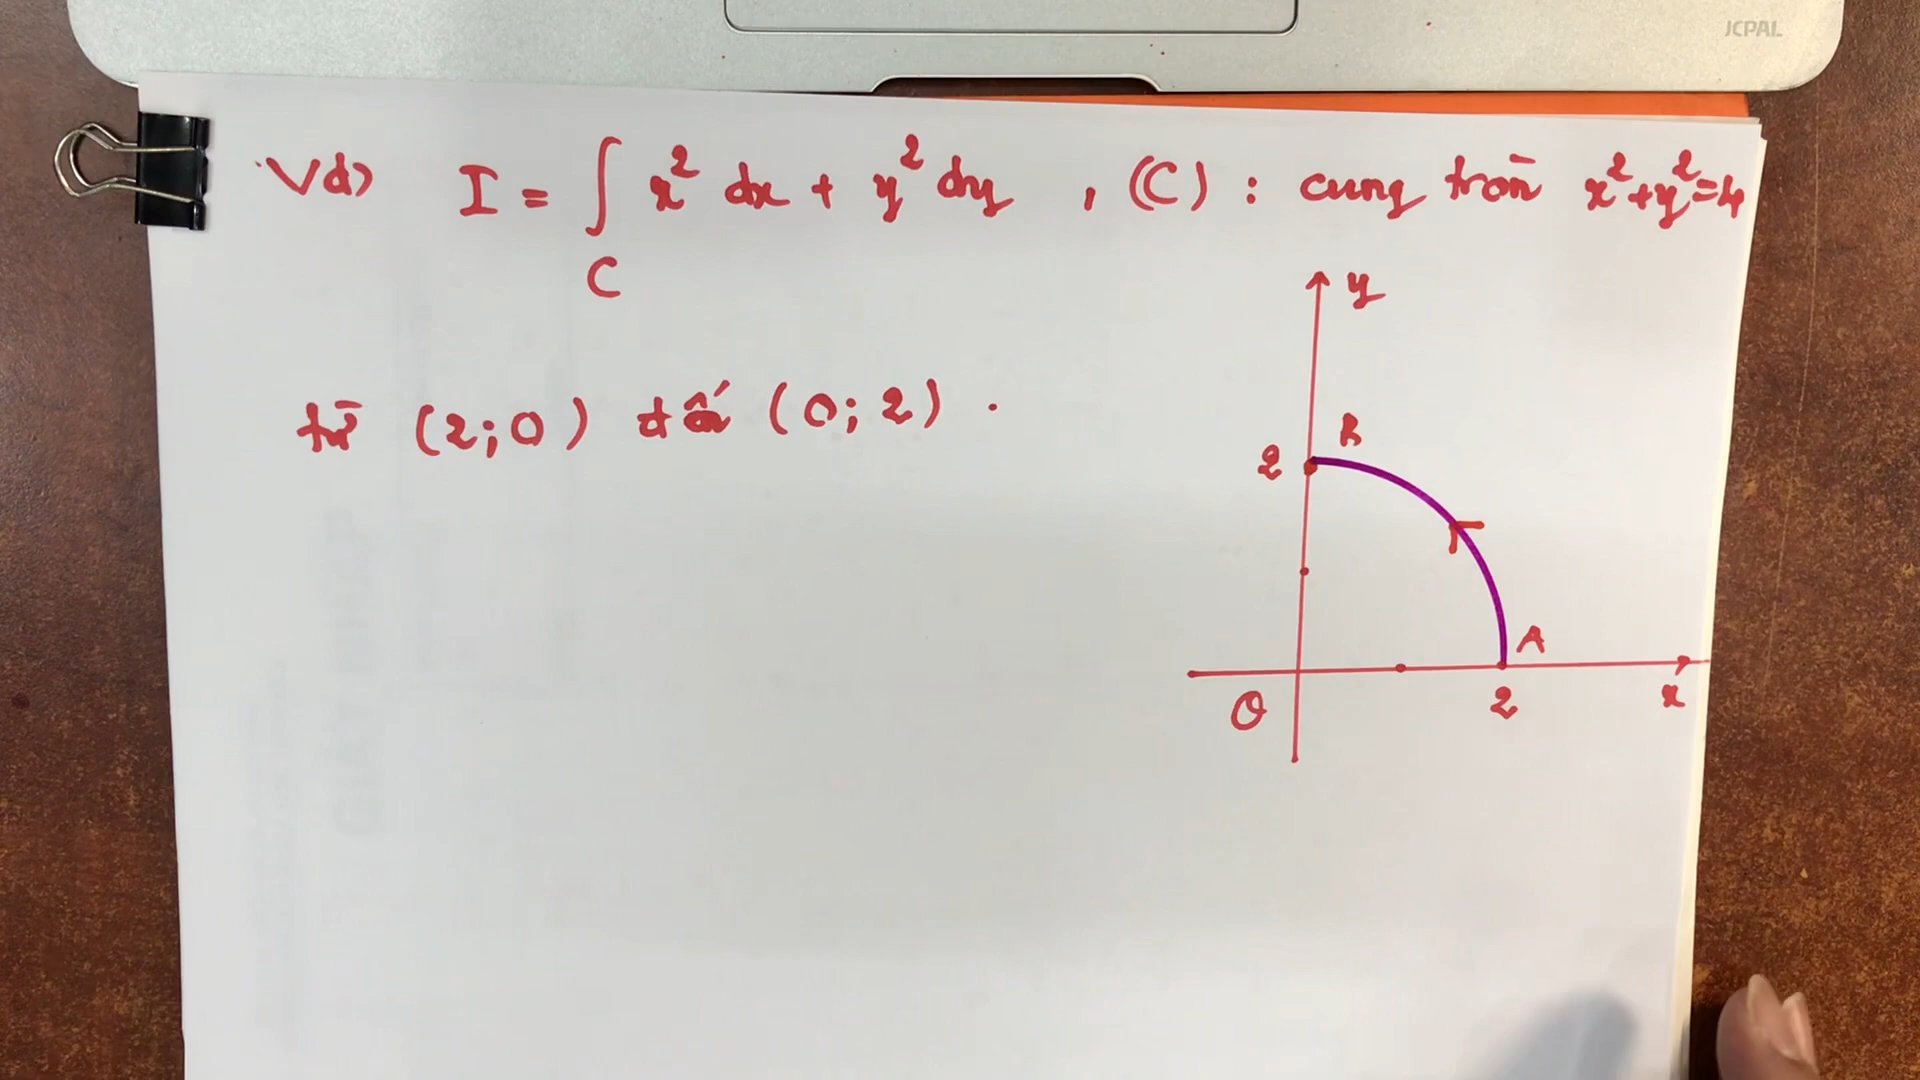 JCPAL
Vd) I = ∫ x² dx + y² dy , (C) : cung tròn x²+y²=4
C
y
từ (2;0) đến (0;2) .
B
2
A
O 2 x